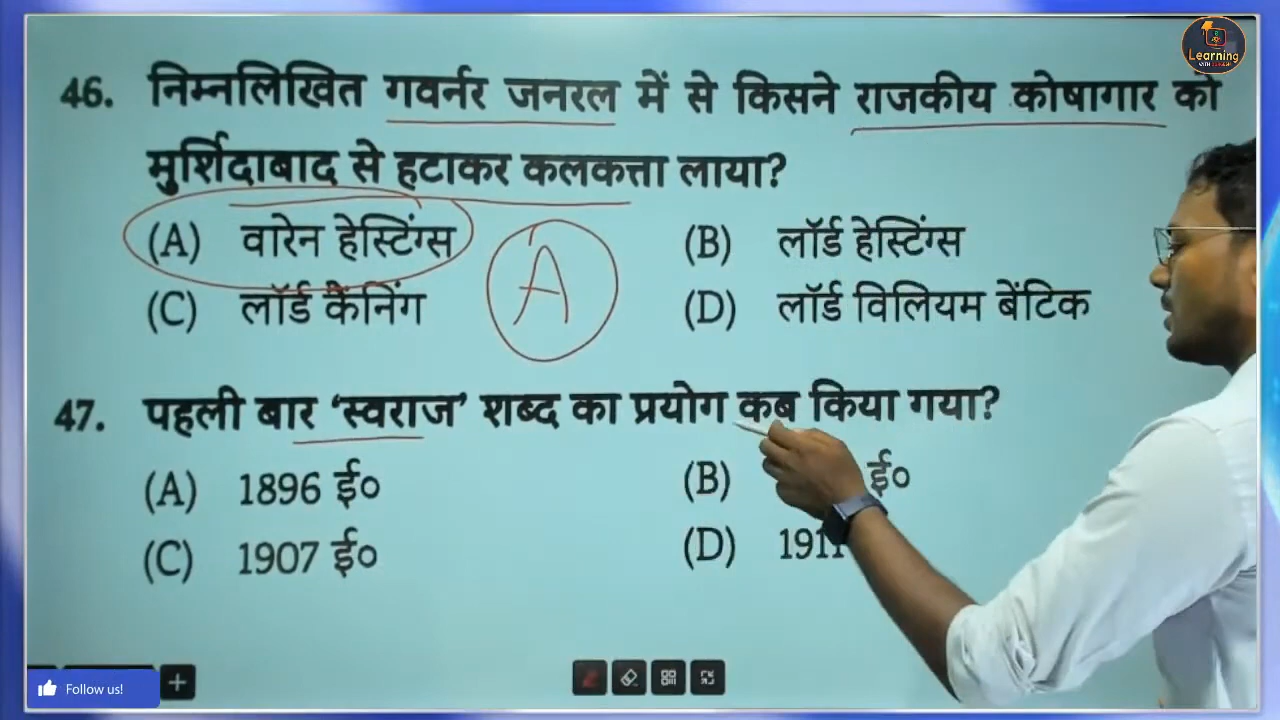 Learning
46. निम्नलिखित गवर्नर जनरल में से किसने राजकीय कोषागार को
मुर्शिदाबाद से हटाकर कलकत्ता लाया?
(A) वारेन हेस्टिंग्स (B) लॉर्ड हेस्टिंग्स
A
(C) लॉर्ड कैनिंग (D) लॉर्ड विलियम बेंटिक
47. पहली बार ‘स्वराज’ शब्द का प्रयोग कब किया गया?
(A) 1896 ई० (B) ई०
(C) 1907 ई० (D) 1911
Follow us!